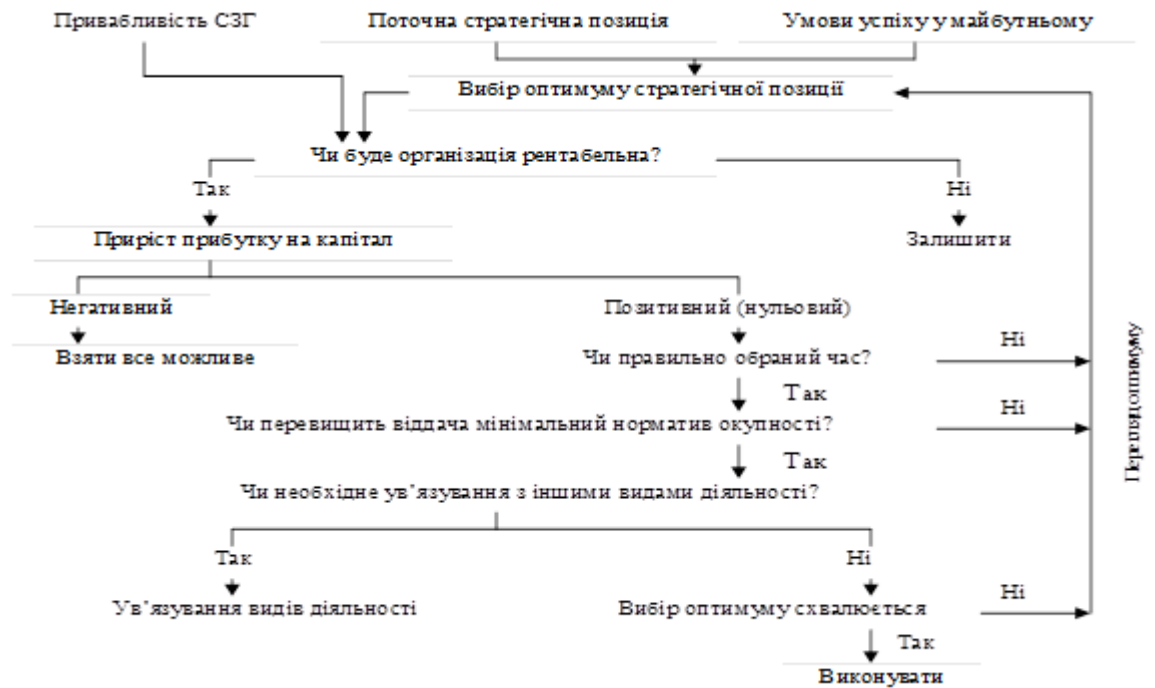 Привабливість СЗГ
Поточна стратегічна позиція
Умови успіху у майбутньому
Вибір оптимуму стратегічної позиції
Чи буде організація рентабельна?
Так
Ні
Приріст прибутку на капітал
Залишити
Негативний
Позитивний (нульовий)
Взяти все можливе
Чи правильно обраний час?
Ні
Так
Чи перевищить віддача мінімальний норматив окупності?
Ні
Так
Чи необхідне ув’язування з іншими видами діяльності?
Так
Ні
Ув’язування видів діяльності
Вибір оптимуму схвалюється
Ні
Так
Виконувати
Перегляд оптимуму